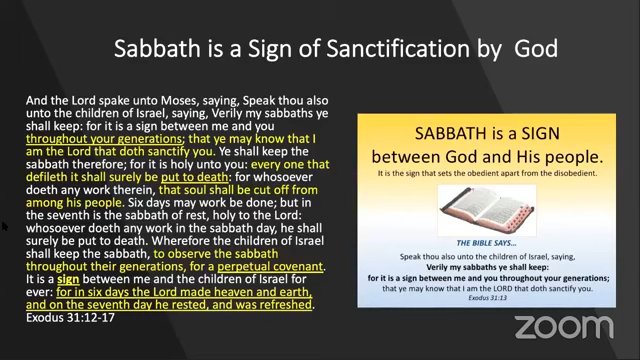 Sabbath is a Sign of Sanctification by God
And the Lord spake unto Moses, saying, Speak thou also
unto the children of Israel, saying, Verily my sabbaths ye
shall keep: for it is a sign between me and you
throughout your generations; that ye may know that I
am the Lord that doth sanctify you. Ye shall keep the
sabbath therefore; for it is holy unto you: every one that
defileth it shall surely be put to death: for whosoever
doeth any work therein, that soul shall be cut off from
among his people. Six days may work be done; but in
the seventh is the sabbath of rest, holy to the Lord:
whosoever doeth any work in the sabbath day, he shall
surely be put to death. Wherefore the children of Israel
shall keep the sabbath, to observe the sabbath
throughout their generations, for a perpetual covenant.
It is a sign between me and the children of Israel for
ever: for in six days the Lord made heaven and earth,
and on the seventh day he rested, and was refreshed.
Exodus 31:12-17
SABBATH is a SIGN
between God and His people.
It is the sign that sets the obedient apart from the disobedient.
THE BIBLE SAYS...
Speak thou also unto the children of Israel, saying,
Verily my sabbaths ye shall keep:
for it is a sign between me and you throughout your generations;
that ye may know that I am the LORD that doth sanctify you.
Exodus 31:13
zoom